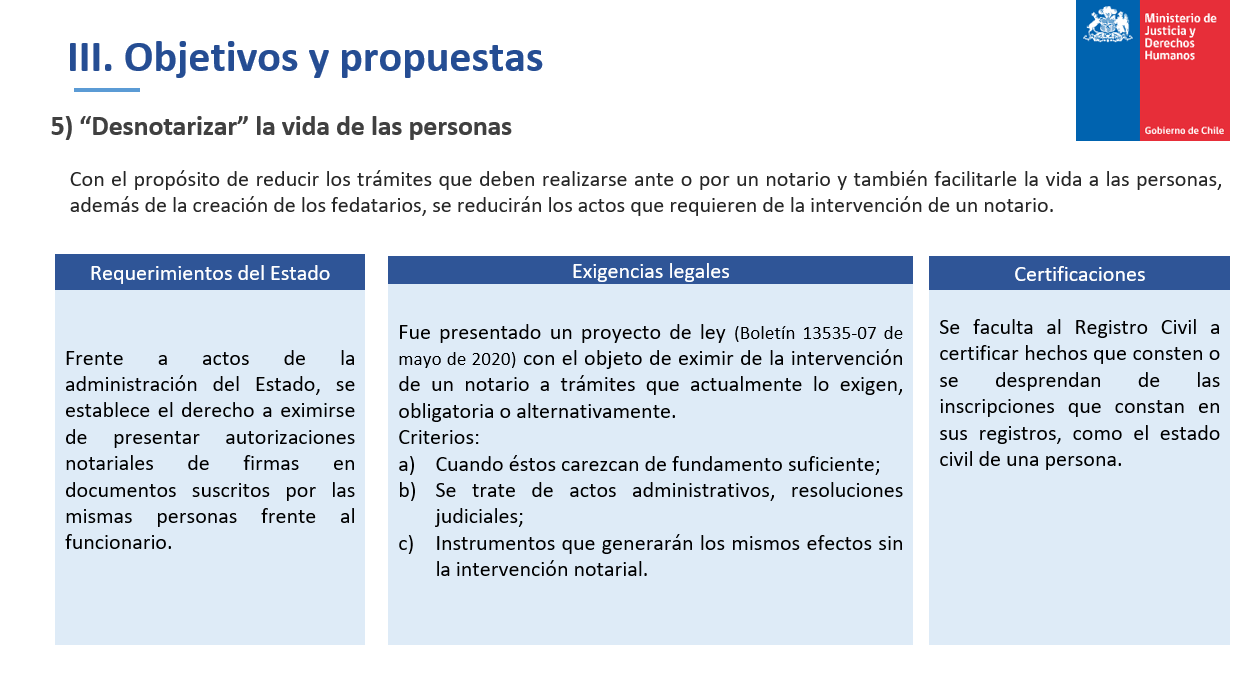 III. Objetivos y propuestas
Ministerio de
Justicia y
Derechos
Humanos
Gobierno de Chile
5) “Desnotarizar” la vida de las personas
Con el propósito de reducir los trámites que deben realizarse ante o por un notario y también facilitarle la vida a las personas,
además de la creación de los fedatarios, se reducirán los actos que requieren de la intervención de un notario.
Requerimientos del Estado
Frente a actos de la
administración del Estado, se
establece el derecho a eximirse
de presentar autorizaciones
notariales de firmas en
documentos suscritos por las
mismas personas frente al
funcionario.
Exigencias legales
Fue presentado un proyecto de ley (Boletín 13535-07 de
mayo de 2020) con el objeto de eximir de la intervención
de un notario a trámites que actualmente lo exigen,
obligatoria o alternativamente.
Criterios:
a) Cuando éstos carezcan de fundamento suficiente;
b) Se trate de actos administrativos, resoluciones
judiciales;
c) Instrumentos que generarán los mismos efectos sin
la intervención notarial.
Certificaciones
Se faculta al Registro Civil a
certificar hechos que consten o
se desprendan de las
inscripciones que constan en
sus registros, como el estado
civil de una persona.